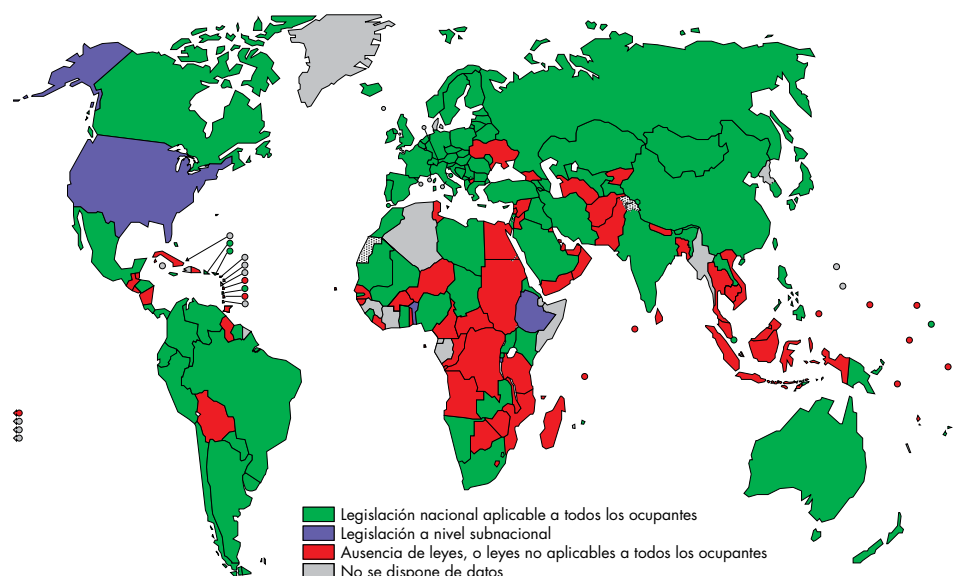 Legislación nacional aplicable a todos los ocupantes
Legislación a nivel subnacional
Ausencia de leyes, o leyes no aplicables a todos los ocupantes
No se dispone de datos